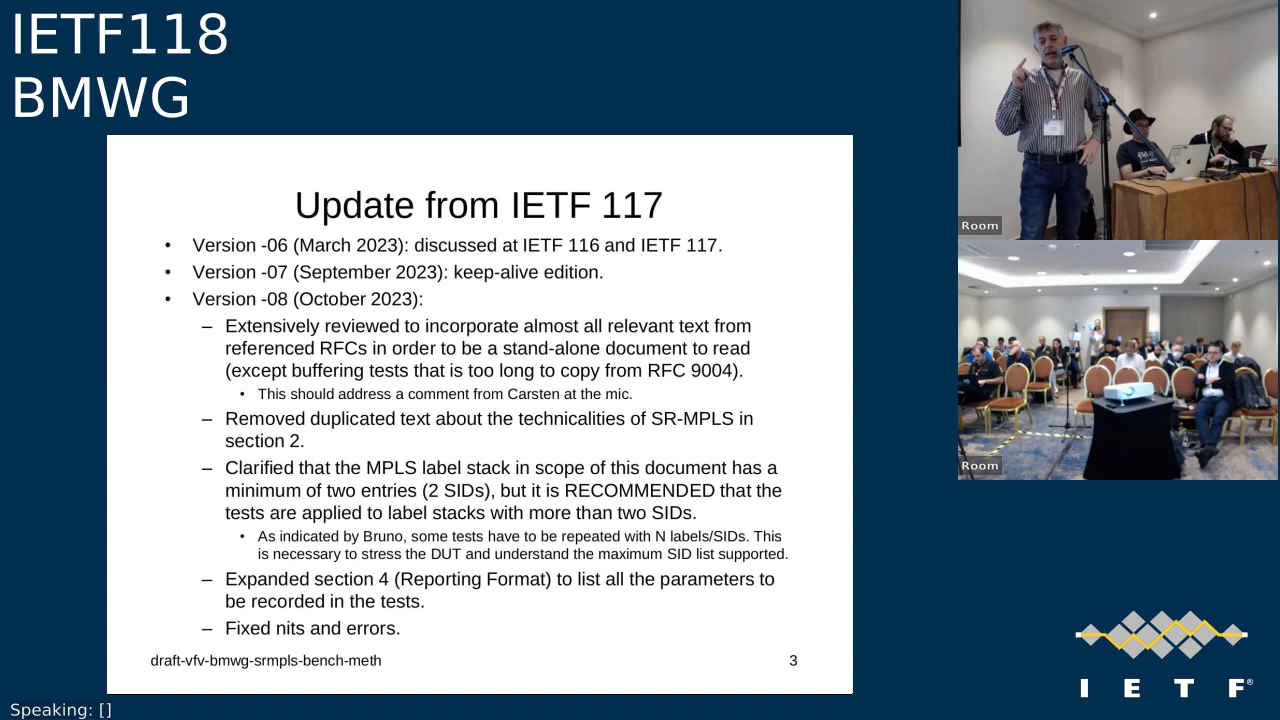 IETF118
BMWG
Update from IETF 117
• Version -06 (March 2023): discussed at IETF 116 and IETF 117.
• Version -07 (September 2023): keep-alive edition.
• Version -08 (October 2023):
– Extensively reviewed to incorporate almost all relevant text from
referenced RFCs in order to be a stand-alone document to read
(except buffering tests that is too long to copy from RFC 9004).
• This should address a comment from Carsten at the mic.
– Removed duplicated text about the technicalities of SR-MPLS in
section 2.
– Clarified that the MPLS label stack in scope of this document has a
minimum of two entries (2 SIDs), but it is RECOMMENDED that the
tests are applied to label stacks with more than two SIDs.
• As indicated by Bruno, some tests have to be repeated with N labels/SIDs. This
is necessary to stress the DUT and understand the maximum SID list supported.
– Expanded section 4 (Reporting Format) to list all the parameters to
be recorded in the tests.
– Fixed nits and errors.
draft-vfv-bmwg-srmpls-bench-meth
3
Room
Room
I E T F®
Speaking: []